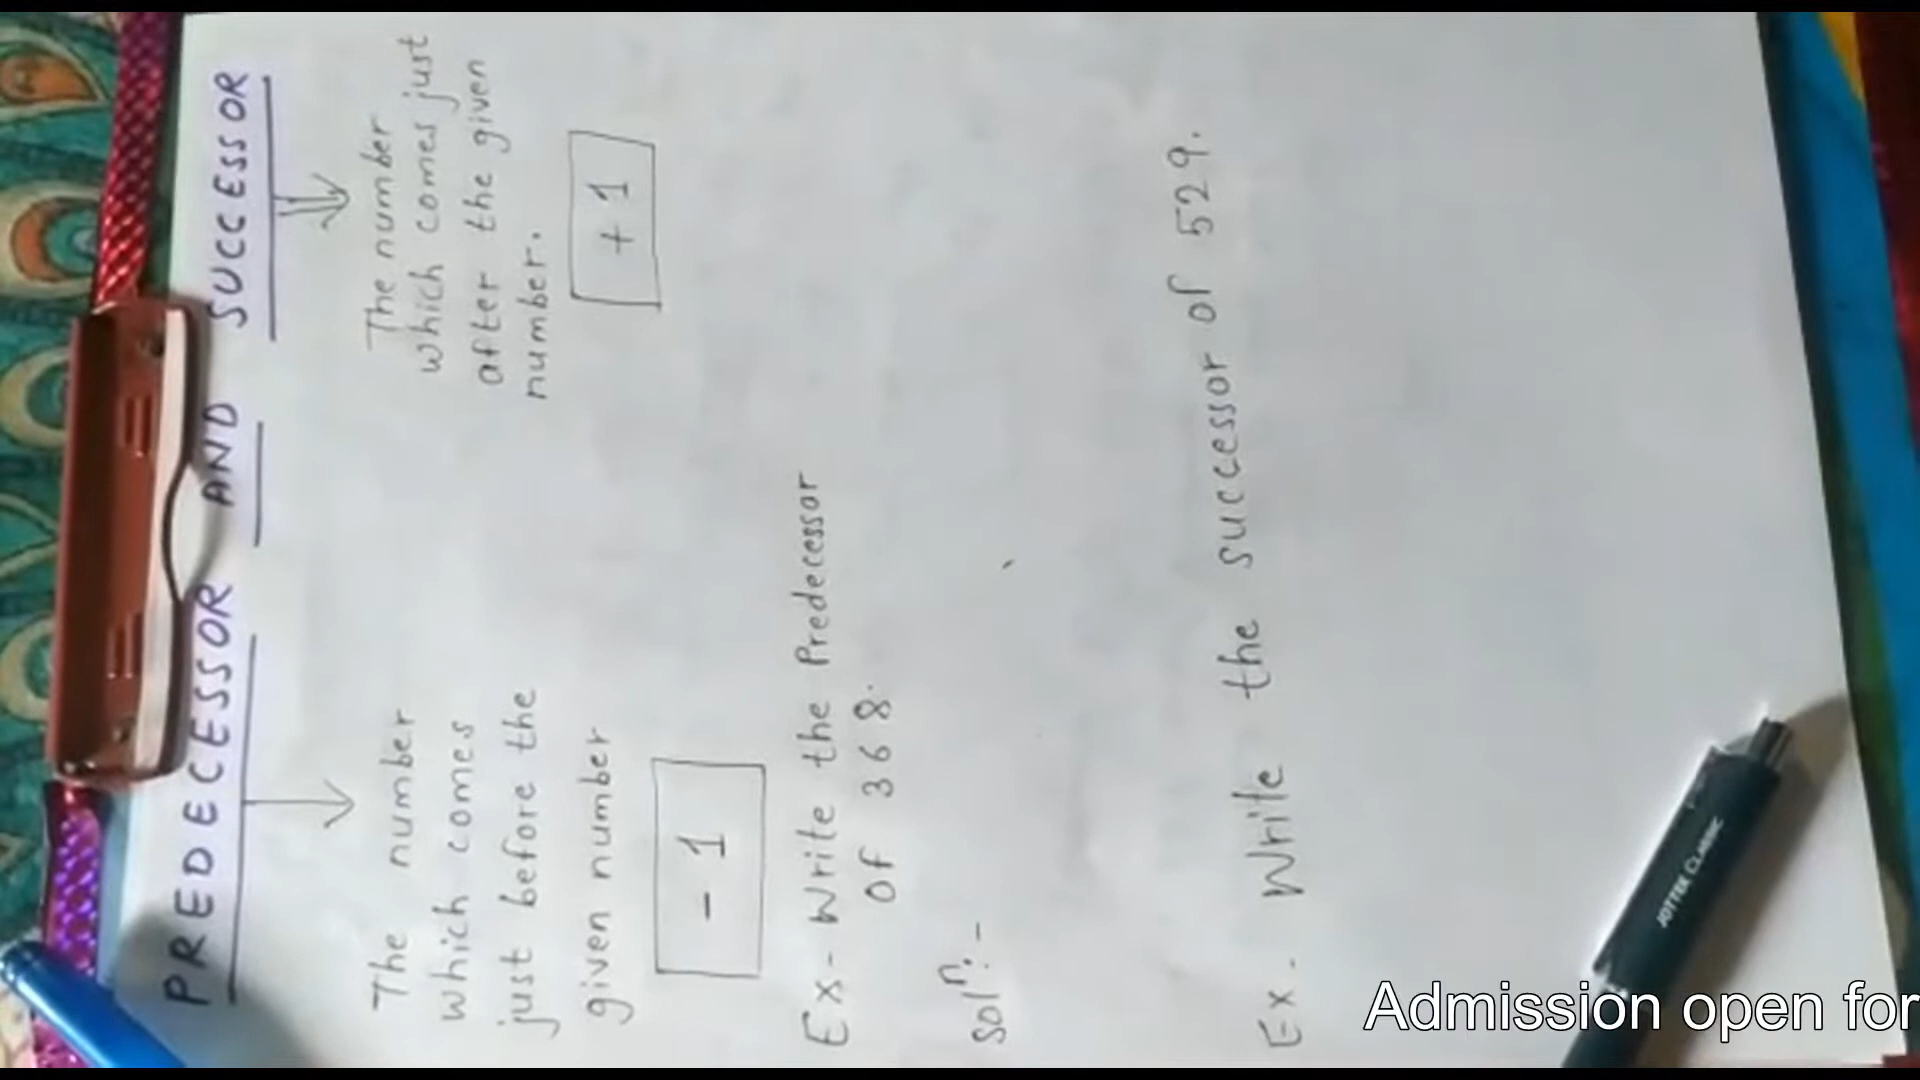 PREDECESSOR AND SUCCESSOR
The number
which comes
just before the
given number
- 1
The number
which comes just
after the given
number.
+ 1
Ex - Write the Predecessor
of 368.
Solⁿ:-
Ex. Write the successor of 529.
JOTTEK CLASSIC
Admission open for